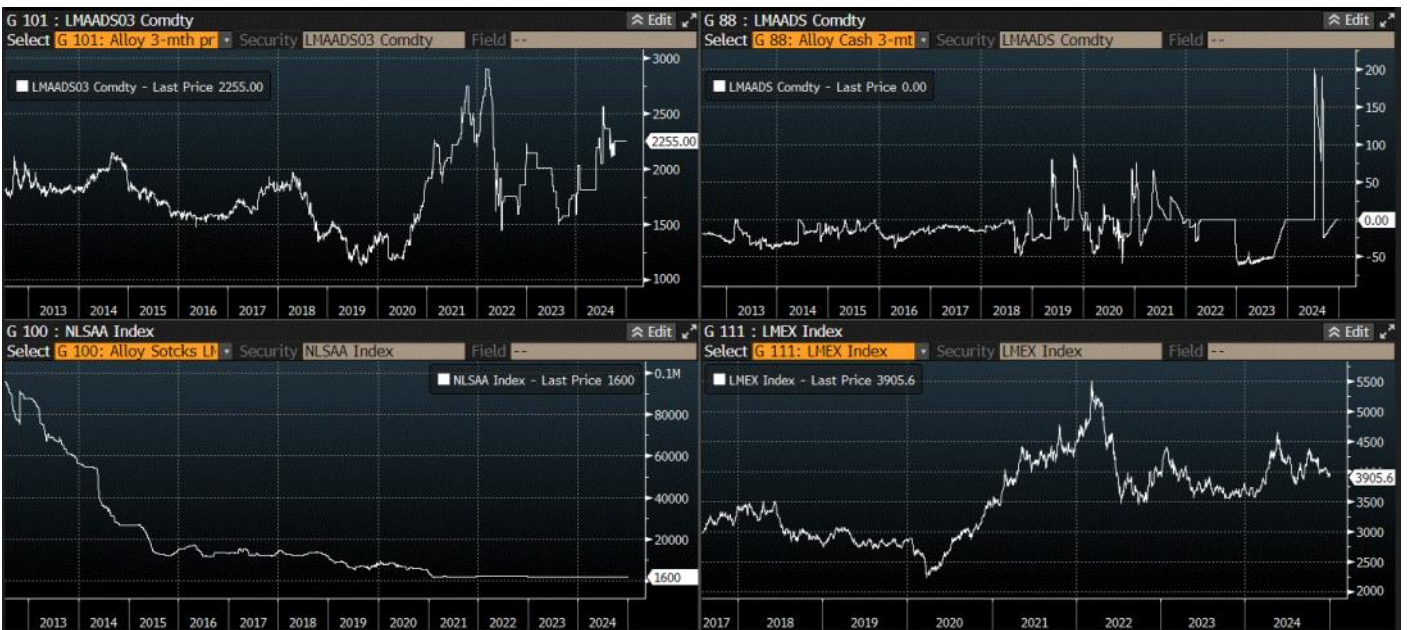 G 101 : LMAADS03 Comdty
Edit
Select G 101: Alloy 3-mth pr Security LMAADS03 Comdty Field --
LMAADS03 Comdty - Last Price 2255.00
3000
2500
2255.00
2000
1500
1000
2013 2014 2015 2016 2017 2018 2019 2020 2021 2022 2023 2024
G 88 : LMAADS Comdty
Edit
Select G 88: Alloy Cash 3-mt Security LMAADS Comdty Field --
LMAADS Comdty - Last Price 0.00
200
150
100
50
0.00
-50
2013 2014 2015 2016 2017 2018 2019 2020 2021 2022 2023 2024
G 100 : NLSAA Index
Edit
Select G 100: Alloy Sotcks LM Security NLSAA Index Field --
NLSAA Index - Last Price 1600
0.1M
80000
60000
40000
20000
1600
2013 2014 2015 2016 2017 2018 2019 2020 2021 2022 2023 2024
G 111 : LMEX Index
Edit
Select G 111: LMEX Index Security LMEX Index Field --
LMEX Index - Last Price 3905.6
5500
5000
4500
3905.6
3500
3000
2500
2000
2017 2018 2019 2020 2021 2022 2023 2024